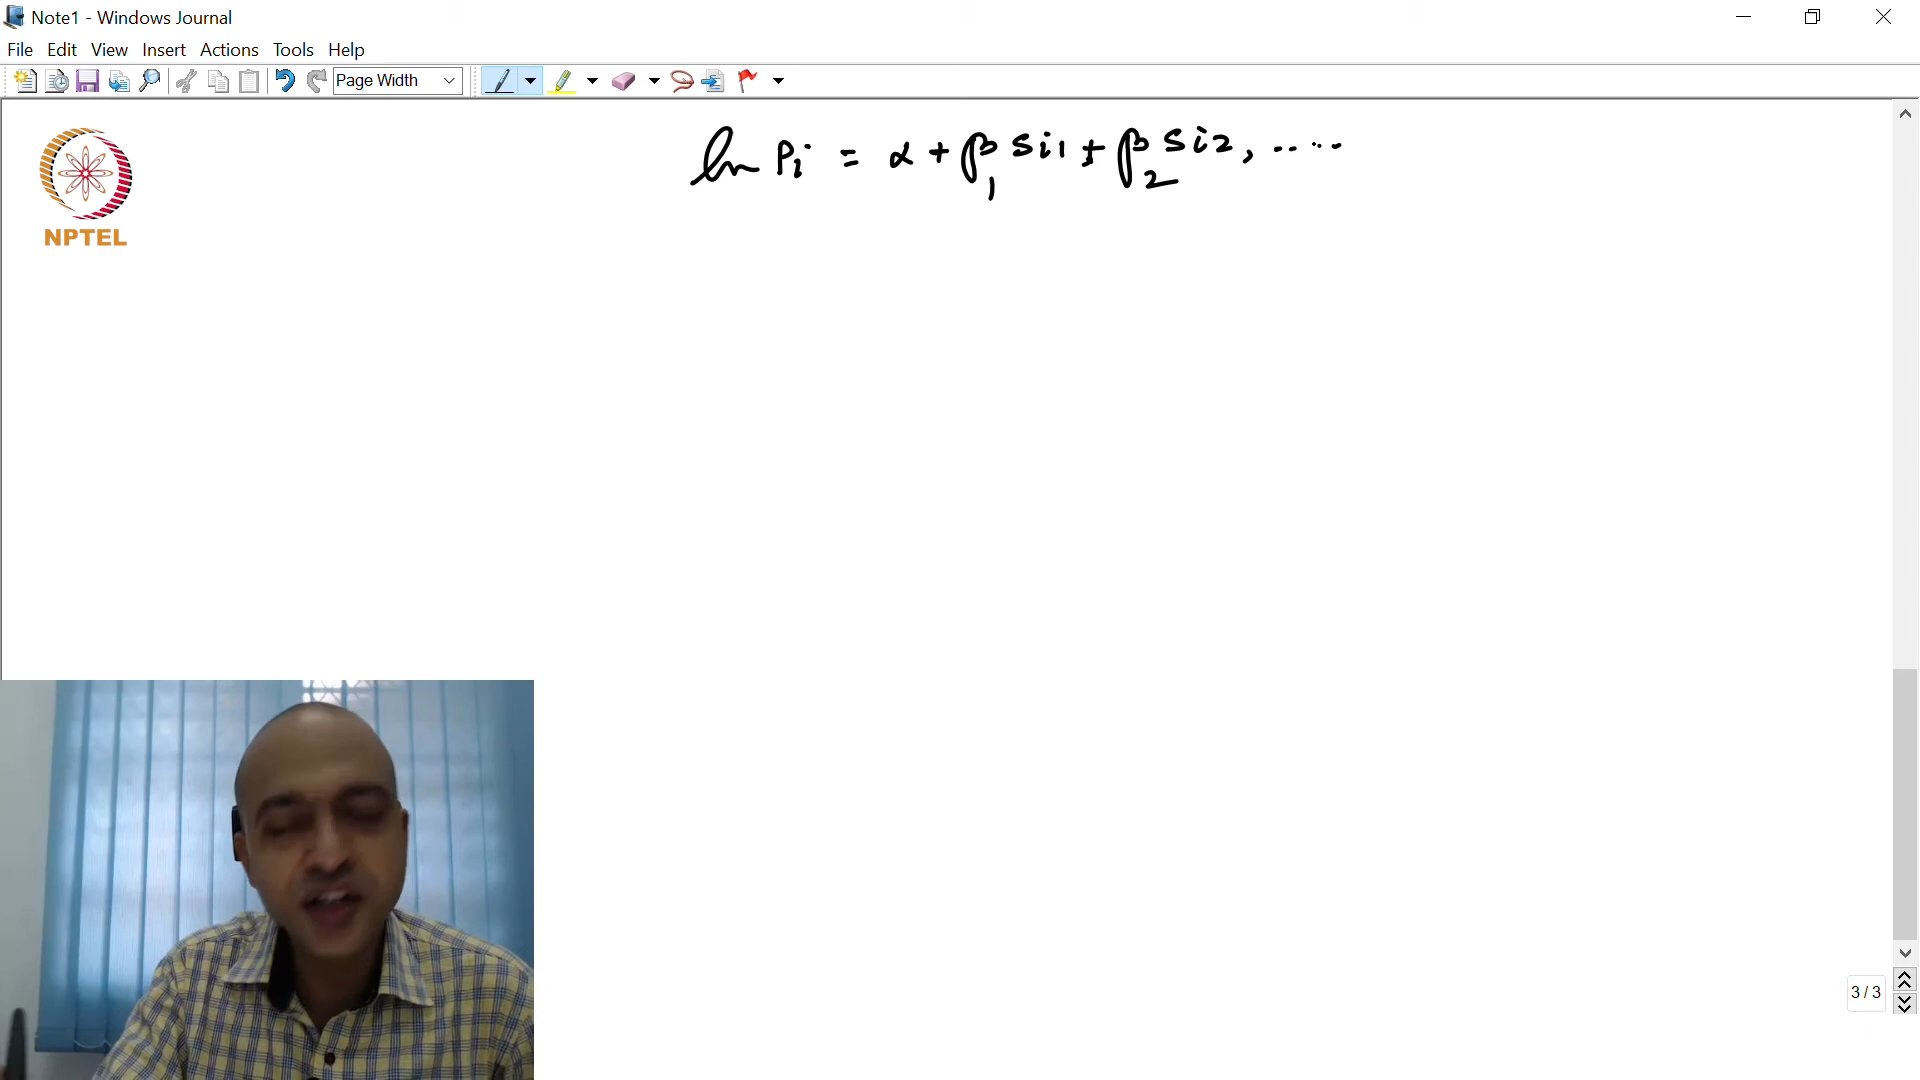 Note1 - Windows Journal
File Edit View Insert Actions Tools Help
Page Width
ln Pi = α + β1 Si1 + β2 Si2, .....
NPTEL
3 / 3